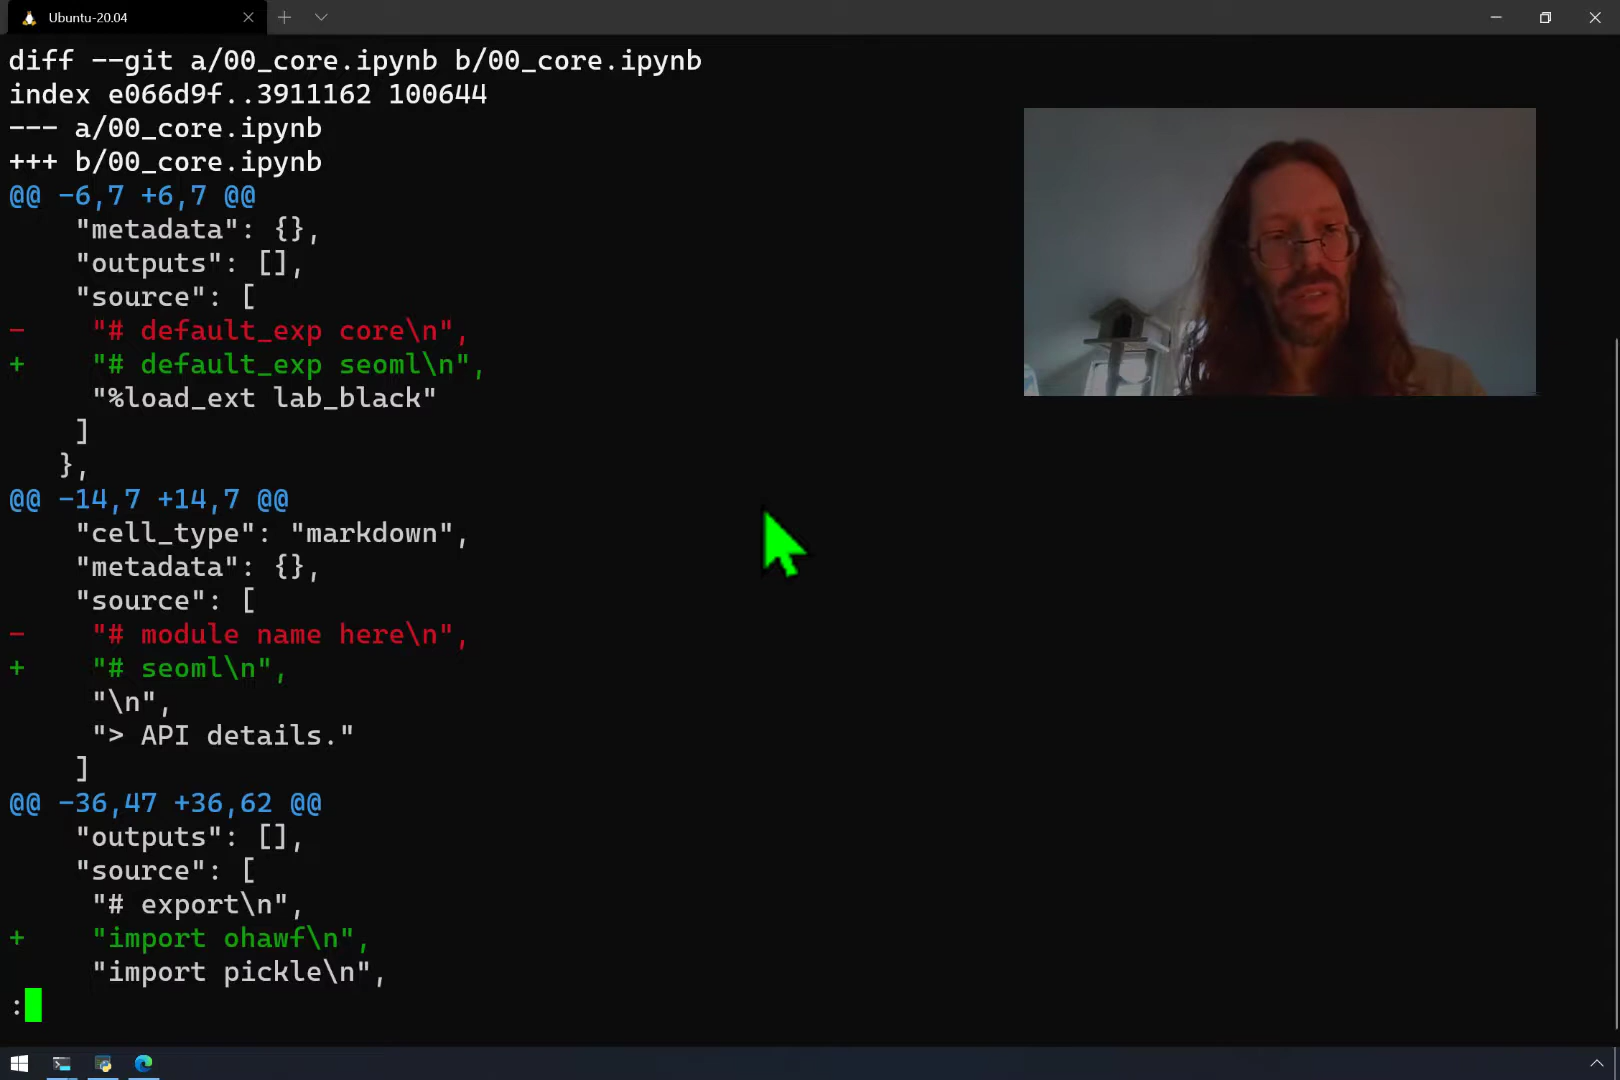 Ubuntu-20.04
diff --git a/00_core.ipynb b/00_core.ipynb
index e066d9f..3911162 100644
--- a/00_core.ipynb
+++ b/00_core.ipynb
@@ -6,7 +6,7 @@
"metadata": {},
"outputs": [],
"source": [
- "# default_exp core\n",
+ "# default_exp seoml\n",
"%load_ext lab_black"
]
},
@@ -14,7 +14,7 @@
"cell_type": "markdown",
"metadata": {},
"source": [
- "# module name here\n",
+ "# seoml\n",
"\n",
"> API details."
]
@@ -36,47 +36,62 @@
"outputs": [],
"source": [
"# export\n",
+ "import ohawf\n",
"import pickle\n",
: